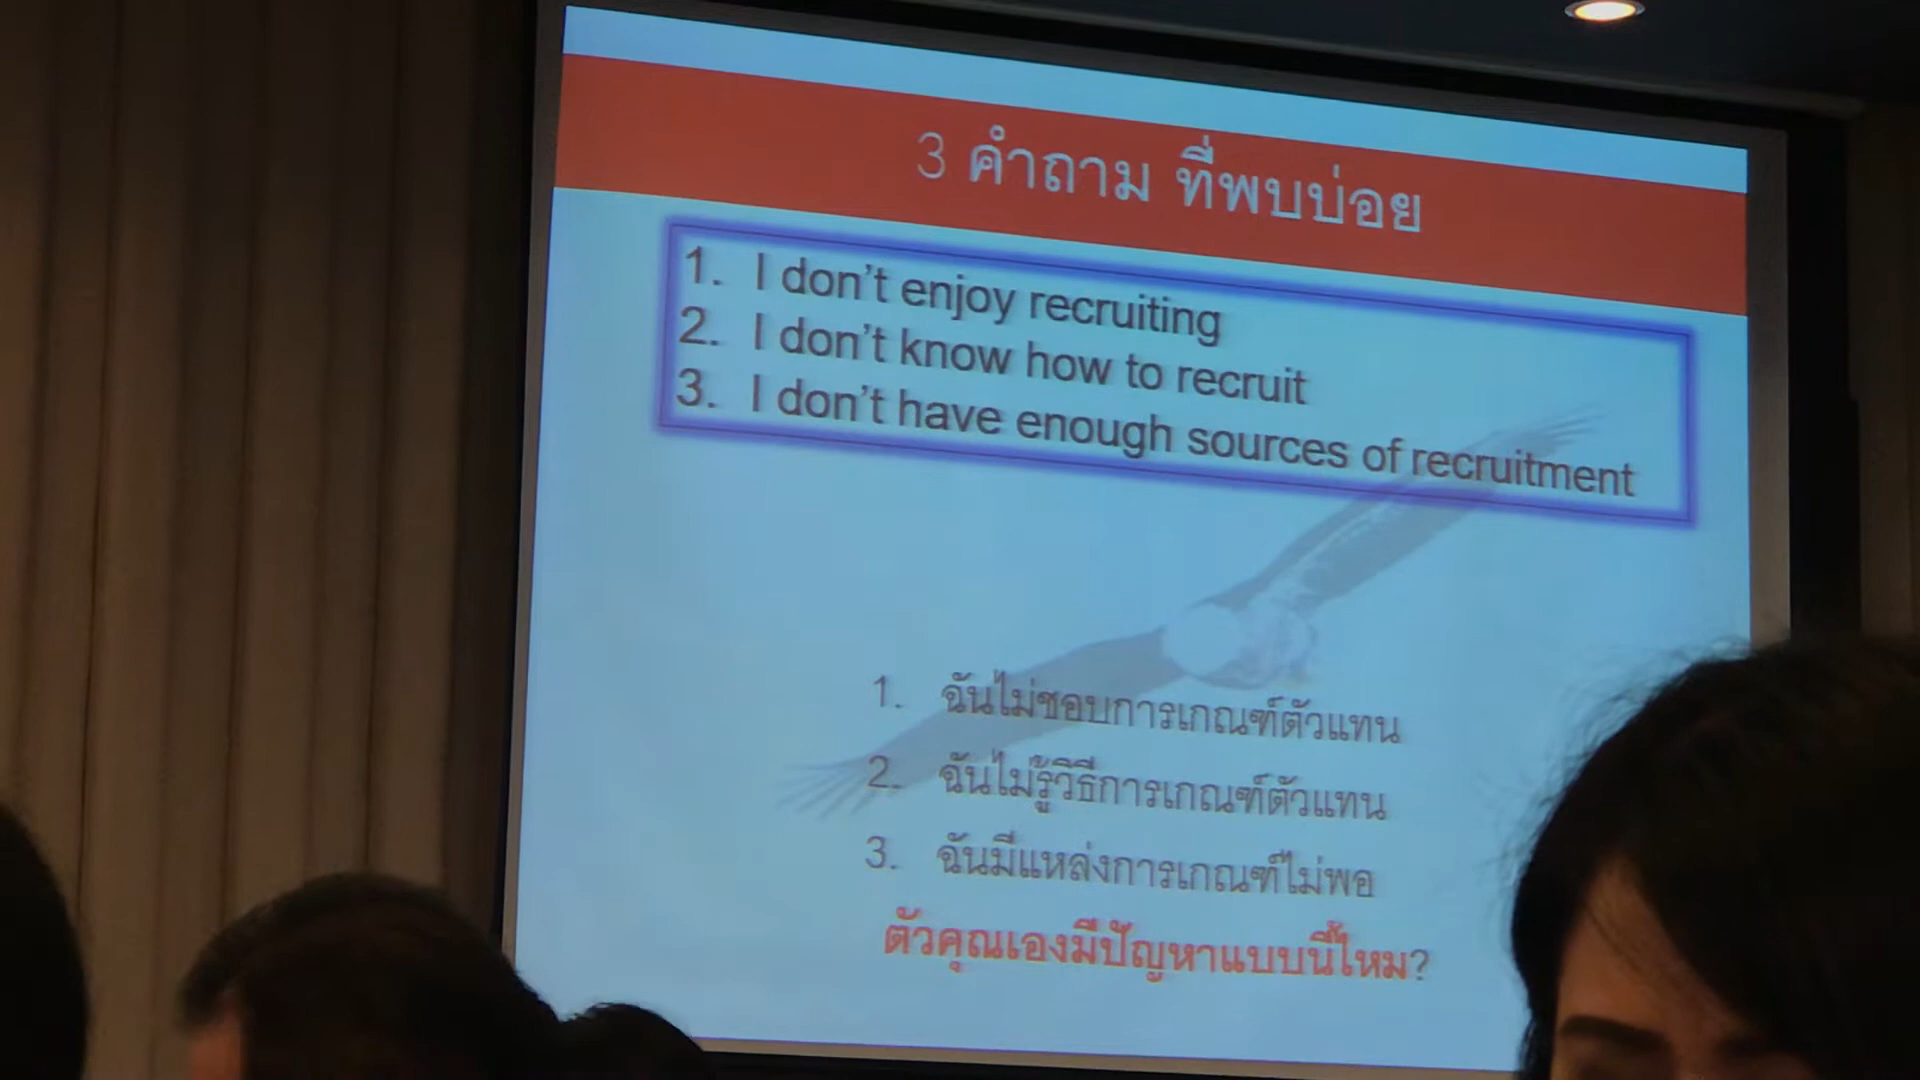 3 คำถาม ที่พบบ่อย
1. I don't enjoy recruiting
2. I don't know how to recruit
3. I don't have enough sources of recruitment
1. ฉันไม่ชอบการเกณฑ์ตัวแทน
2. ฉันไม่รู้วิธีการเกณฑ์ตัวแทน
3. ฉันมีแหล่งการเกณฑ์ไม่พอ
ตัวคุณเองมีปัญหาแบบนี้ไหม?